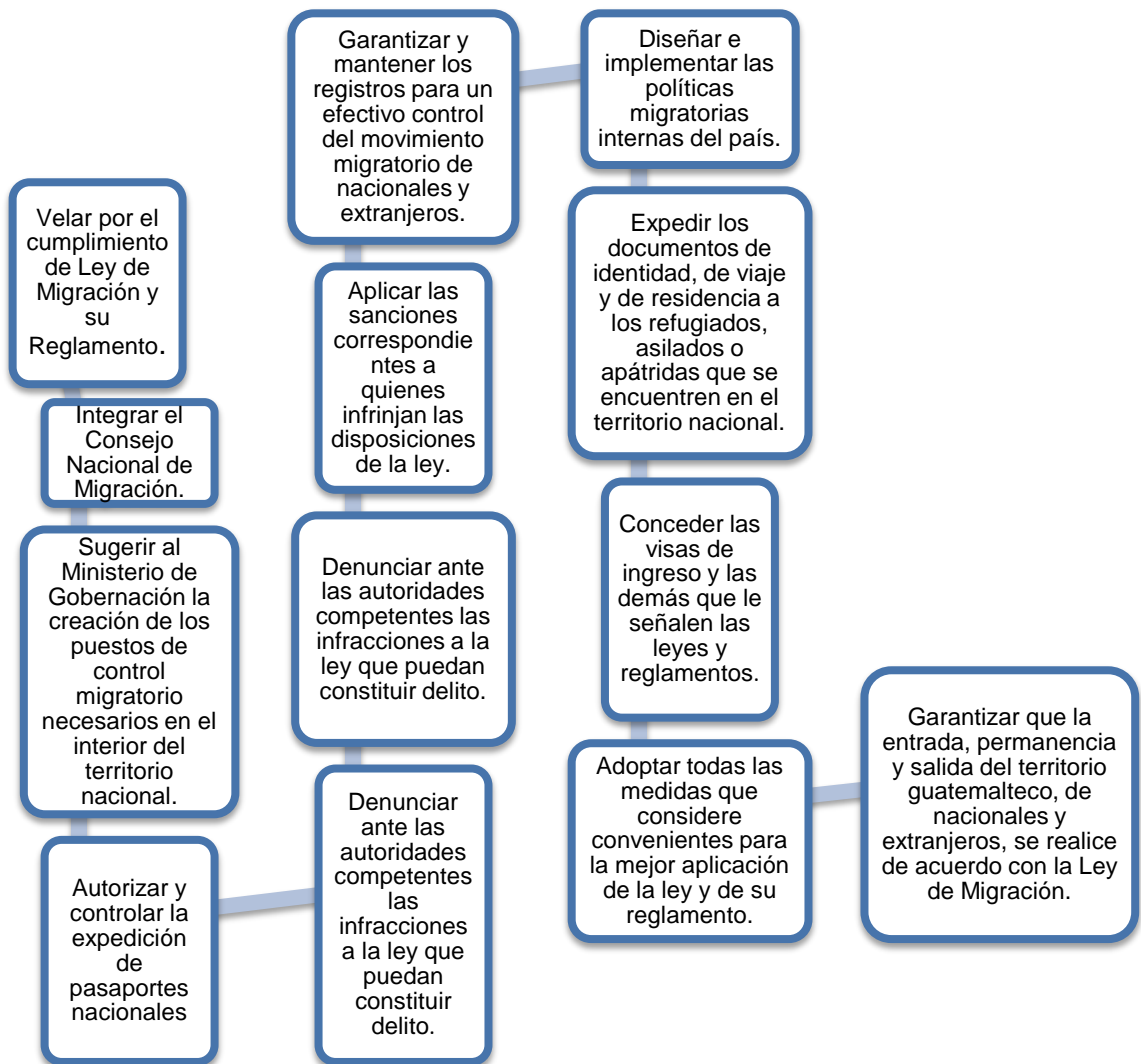 Velar por el
cumplimiento
de Ley de
Migración y
su
Reglamento.
Integrar el
Consejo
Nacional de
Migración.
Sugerir al
Ministerio de
Gobernación la
creación de los
puestos de
control
migratorio
necesarios en el
interior del
territorio
nacional.
Autorizar y
controlar la
expedición
de
pasaportes
nacionales
Denunciar
ante las
autoridades
competentes
las
infracciones
a la ley que
puedan
constituir
delito.
Denunciar ante
las autoridades
competentes las
infracciones a la
ley que puedan
constituir delito.
Aplicar las
sanciones
correspondie
ntes a
quienes
infrinjan las
disposiciones
de la ley.
Garantizar y
mantener los
registros para un
efectivo control
del movimiento
migratorio de
nacionales y
extranjeros.
Diseñar e
implementar las
políticas
migratorias
internas del país.
Expedir los
documentos de
identidad, de viaje
y de residencia a
los refugiados,
asilados o
apátridas que se
encuentren en el
territorio nacional.
Conceder las
visas de
ingreso y las
demás que le
señalen las
leyes y
reglamentos.
Adoptar todas las
medidas que
considere
convenientes para
la mejor aplicación
de la ley y de su
reglamento.
Garantizar que la
entrada, permanencia
y salida del territorio
guatemalteco, de
nacionales y
extranjeros, se realice
de acuerdo con la Ley
de Migración.